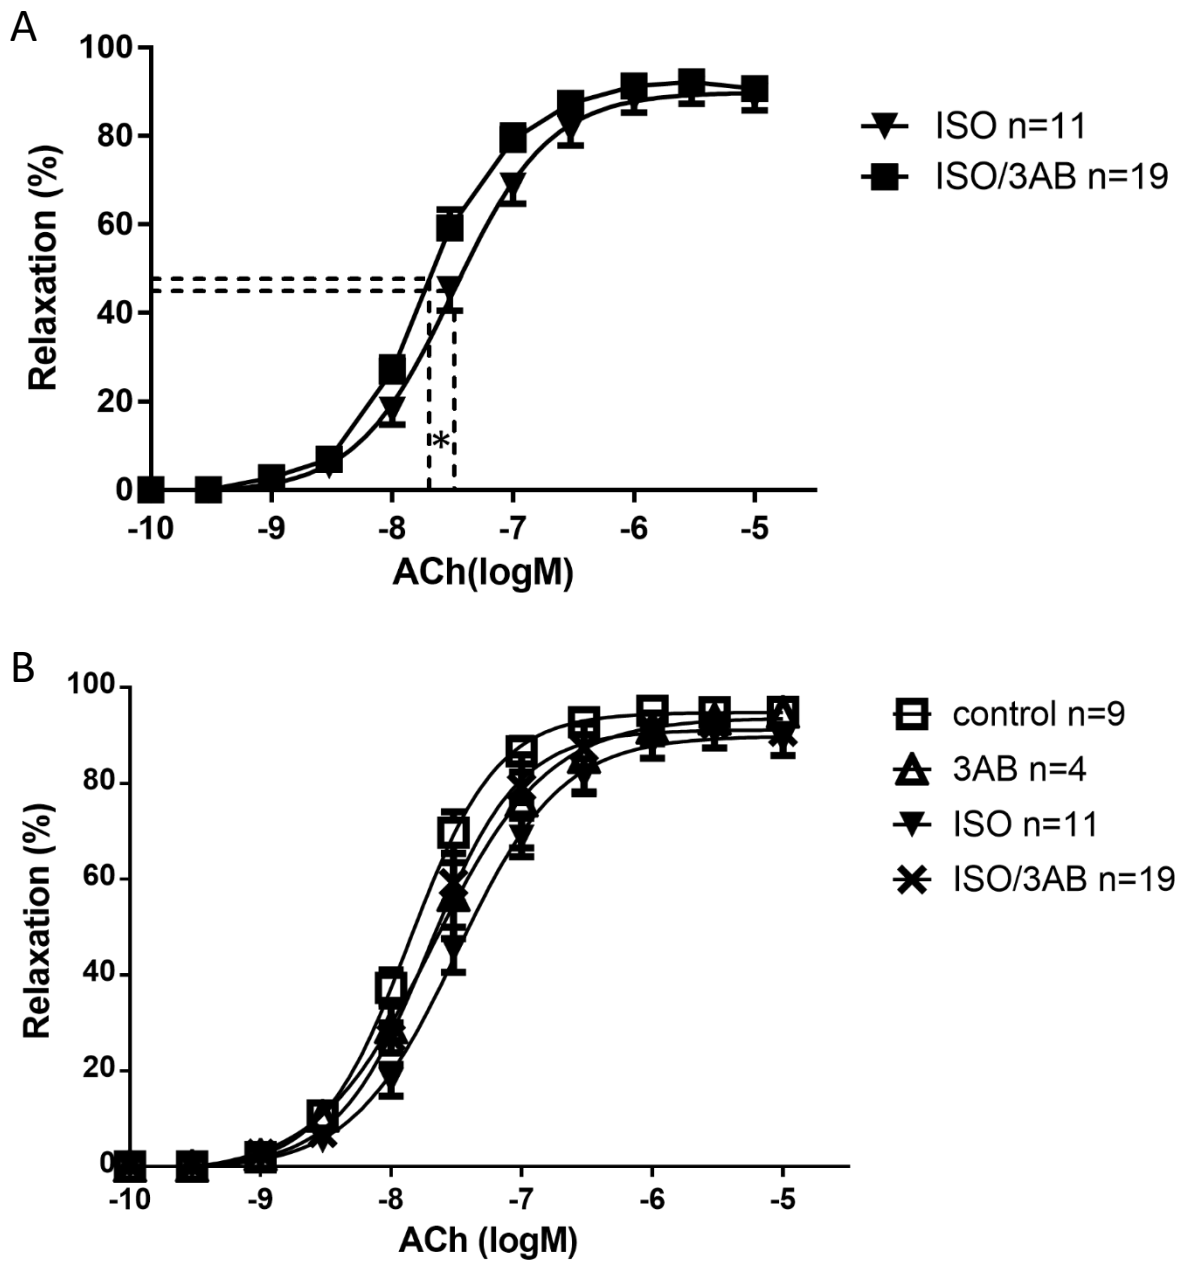 A
100
80
60
40
20
0
Relaxation (%)
-10 -9 -8 -7 -6 -5
ACh(logM)
*
ISO n=11
ISO/3AB n=19
B
100
80
60
40
20
0
Relaxation (%)
-10 -9 -8 -7 -6 -5
ACh (logM)
control n=9
3AB n=4
ISO n=11
ISO/3AB n=19